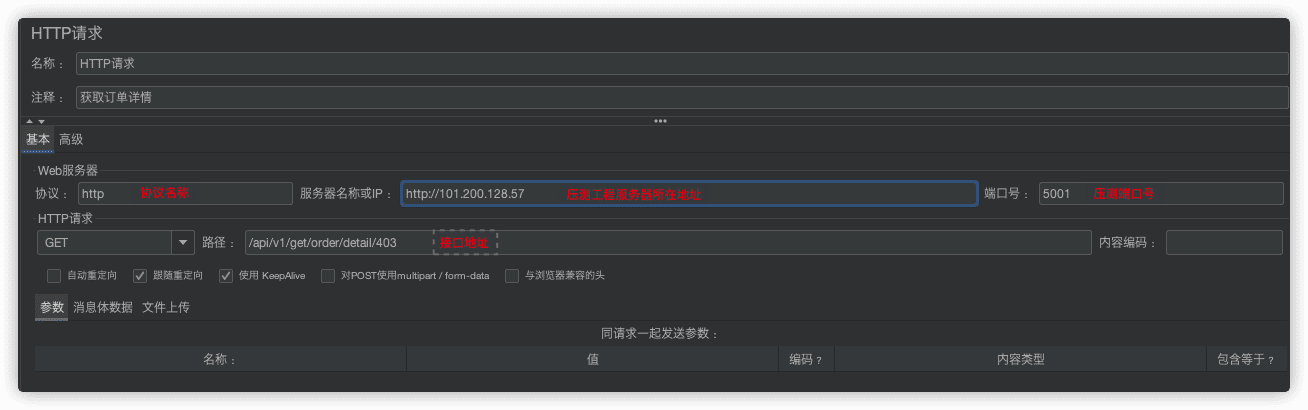 HTTP请求
名称： HTTP请求
注释： 获取订单详情
基本 高级
Web服务器
协议： http 协议名称 服务器名称或IP： http://101.200.128.57 压测工程服务器所在地址 端口号： 5001 压测端口号
HTTP请求
GET 路径： /api/v1/get/order/detail/403 接口地址 内容编码：
自动重定向 跟随重定向 使用 KeepAlive 对POST使用multipart / form-data 与浏览器兼容的头
参数 消息体数据 文件上传
同请求一起发送参数：
名称： 值 编码？ 内容类型 包含等于？